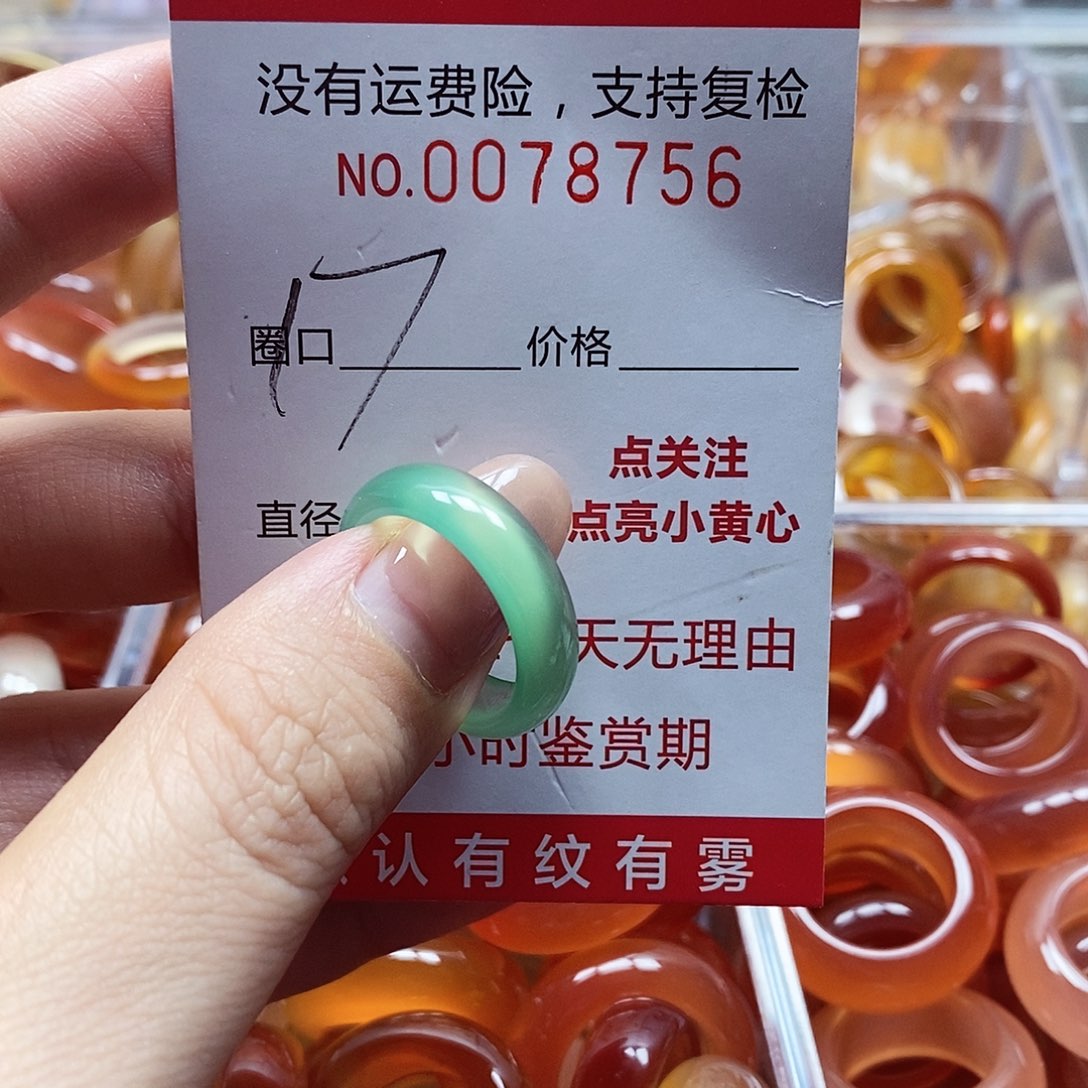 没有运费险，支持复检
NO.0078756
17
圈口 价格
点关注
直径
点亮小黄心
天无理由
小时鉴赏期
认有纹有雾